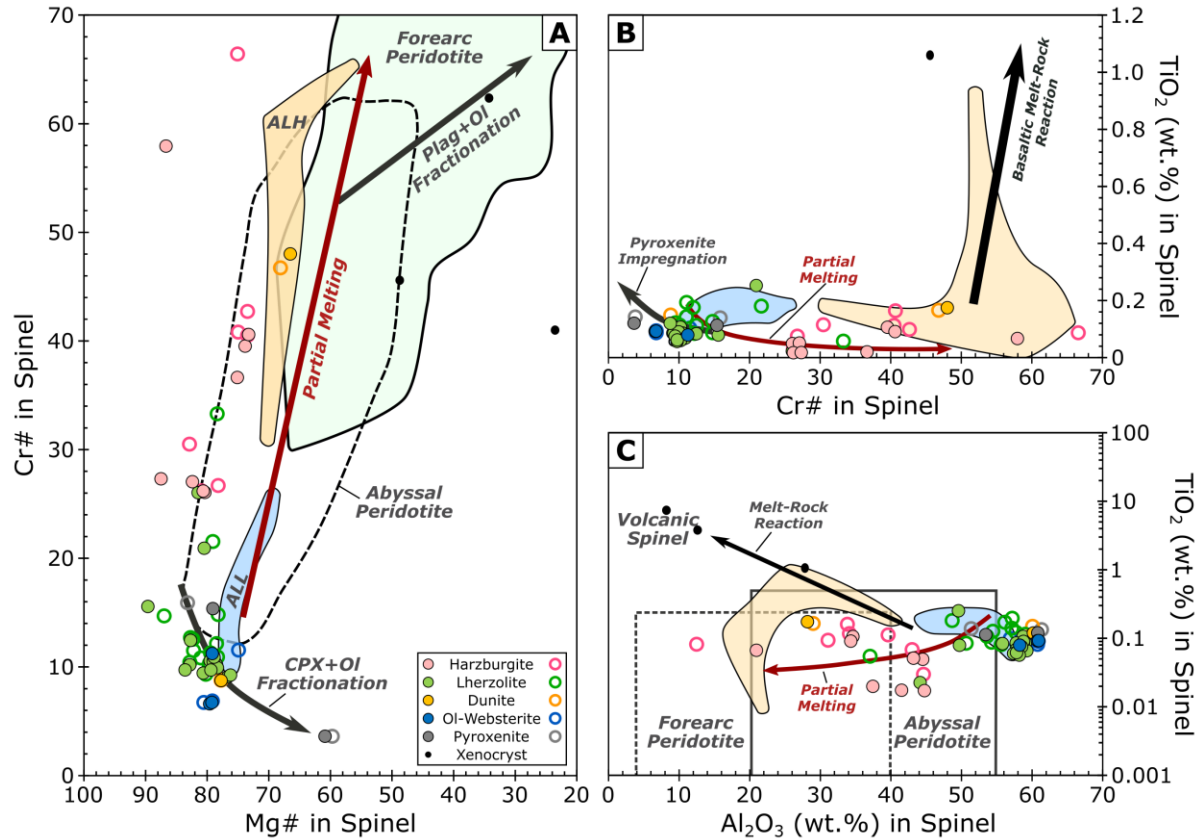 A
70
60
50
40
30
20
10
0
Cr# in Spinel
100
90
80
70
60
50
40
30
20
Mg# in Spinel
Forearc
Peridotite
ALH
Plag+Ol
Fractionation
Partial Melting
Abyssal
Peridotite
ALL
CPX+Ol
Fractionation
Harzburgite
Lherzolite
Dunite
Ol-Websterite
Pyroxenite
Xenocryst
B
1.2
1.0
0.8
0.6
0.4
0.2
0
TiO₂ (wt.%) in Spinel
Basaltic Melt-Rock
Reaction
Pyroxenite
Impregnation
Partial
Melting
0
10
20
30
40
50
60
70
Cr# in Spinel
C
100
10
1
0.1
0.01
0.001
TiO₂ (wt.%) in Spinel
Volcanic
Spinel
Melt-Rock
Reaction
Partial
Melting
Forearc
Peridotite
Abyssal
Peridotite
0
10
20
30
40
50
60
70
Al₂O₃ (wt.%) in Spinel